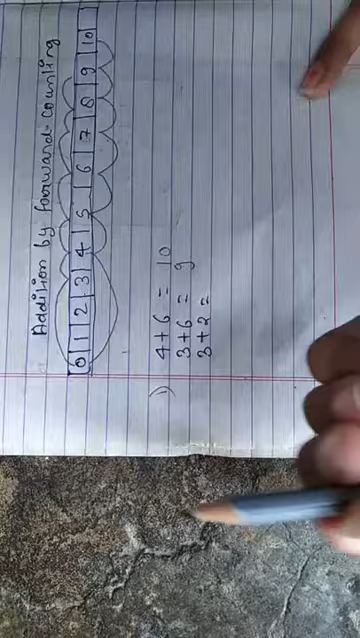 Addition by forward counting
0 1 2 3 4 5 6 7 8 9 10
1) 4+6 = 10
3+6 = 9
3+2 =